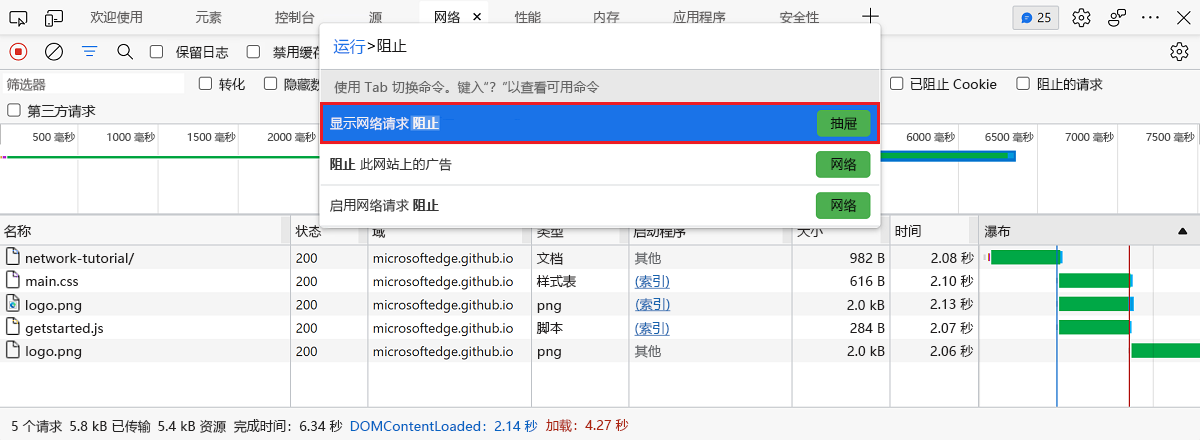 欢迎使用 元素 控制台 源 网络 性能 内存 应用程序 安全性 25
保留日志 禁用缓存
运行>阻止
筛选器 转化 隐藏数 已阻止 Cookie 阻止的请求
使用 Tab 切换命令。键入“？“以查看可用命令
第三方请求
显示网络请求 阻止 抽屉
500 毫秒 1000 毫秒 1500 毫秒 2000 毫 6000 毫秒 6500 毫秒 7000 毫秒 7500 毫秒
阻止 此网站上的广告 网络
启用网络请求 阻止 网络
名称 状态 域 类型 启动程序 大小 时间 瀑布
network-tutorial/ 200 microsoftedge.github.io 文档 其他 982 B 2.08 秒
main.css 200 microsoftedge.github.io 样式表 (索引) 616 B 2.10 秒
logo.png 200 microsoftedge.github.io png (索引) 2.0 kB 2.13 秒
getstarted.js 200 microsoftedge.github.io 脚本 (索引) 284 B 2.07 秒
logo.png 200 microsoftedge.github.io png 其他 2.0 kB 2.06 秒
5 个请求 5.8 kB 已传输 5.4 kB 资源 完成时间：6.34 秒 DOMContentLoaded：2.14 秒 加载：4.27 秒